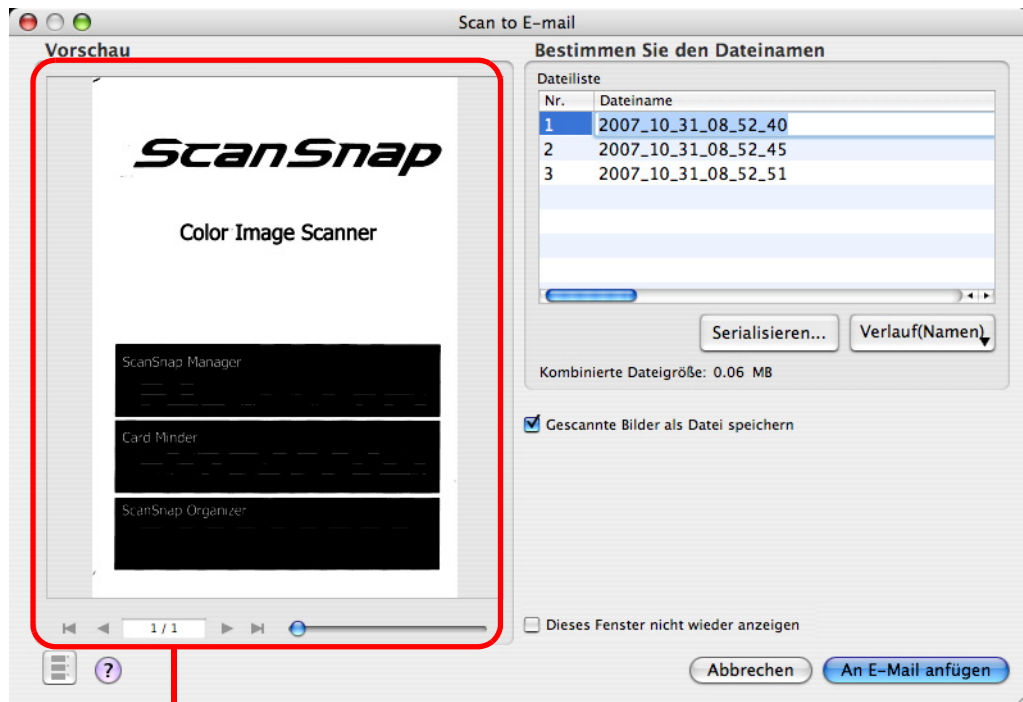 Scan to E-mail
Vorschau
ScanSnap
Color Image Scanner
ScanSnap Manager
Card Minder
ScanSnap Organizer
1 / 1
?
Bestimmen Sie den Dateinamen
Dateiliste
Nr. Dateiname
1 2007_10_31_08_52_40
2 2007_10_31_08_52_45
3 2007_10_31_08_52_51
Serialisieren... Verlauf(Namen)
Kombinierte Dateigröße: 0.06 MB
Gescannte Bilder als Datei speichern
Dieses Fenster nicht wieder anzeigen
Abbrechen An E-Mail anfügen